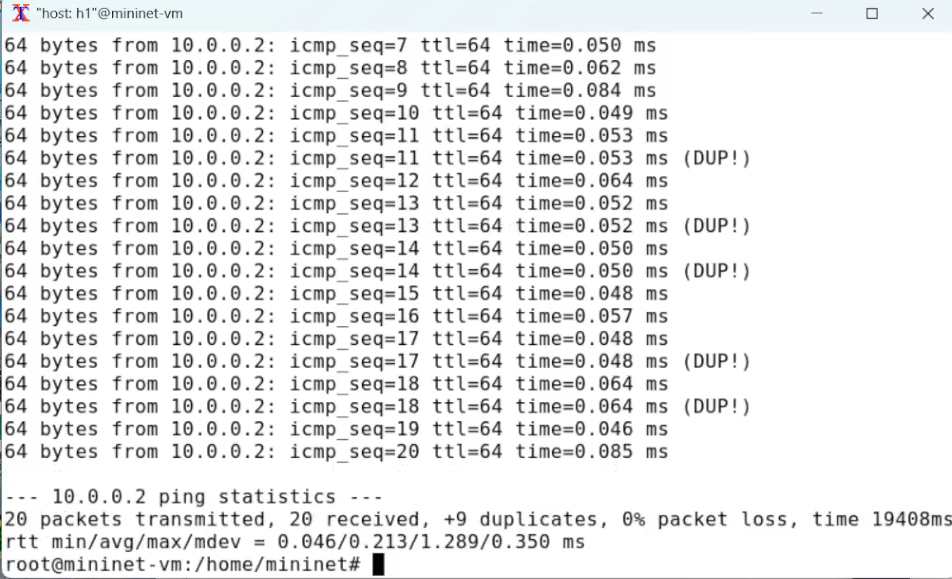 "host: h1"@mininet-vm
64 bytes from 10.0.0.2: icmp_seq=7 ttl=64 time=0.050 ms
64 bytes from 10.0.0.2: icmp_seq=8 ttl=64 time=0.062 ms
64 bytes from 10.0.0.2: icmp_seq=9 ttl=64 time=0.084 ms
64 bytes from 10.0.0.2: icmp_seq=10 ttl=64 time=0.049 ms
64 bytes from 10.0.0.2: icmp_seq=11 ttl=64 time=0.053 ms
64 bytes from 10.0.0.2: icmp_seq=11 ttl=64 time=0.053 ms (DUP!)
64 bytes from 10.0.0.2: icmp_seq=12 ttl=64 time=0.064 ms
64 bytes from 10.0.0.2: icmp_seq=13 ttl=64 time=0.052 ms
64 bytes from 10.0.0.2: icmp_seq=13 ttl=64 time=0.052 ms (DUP!)
64 bytes from 10.0.0.2: icmp_seq=14 ttl=64 time=0.050 ms
64 bytes from 10.0.0.2: icmp_seq=14 ttl=64 time=0.050 ms (DUP!)
64 bytes from 10.0.0.2: icmp_seq=15 ttl=64 time=0.048 ms
64 bytes from 10.0.0.2: icmp_seq=16 ttl=64 time=0.057 ms
64 bytes from 10.0.0.2: icmp_seq=17 ttl=64 time=0.048 ms
64 bytes from 10.0.0.2: icmp_seq=17 ttl=64 time=0.048 ms (DUP!)
64 bytes from 10.0.0.2: icmp_seq=18 ttl=64 time=0.064 ms
64 bytes from 10.0.0.2: icmp_seq=18 ttl=64 time=0.064 ms (DUP!)
64 bytes from 10.0.0.2: icmp_seq=19 ttl=64 time=0.046 ms
64 bytes from 10.0.0.2: icmp_seq=20 ttl=64 time=0.085 ms
--- 10.0.0.2 ping statistics ---
20 packets transmitted, 20 received, +9 duplicates, 0% packet loss, time 19408ms
rtt min/avg/max/mdev = 0.046/0.213/1.289/0.350 ms
root@mininet-vm:/home/mininet#